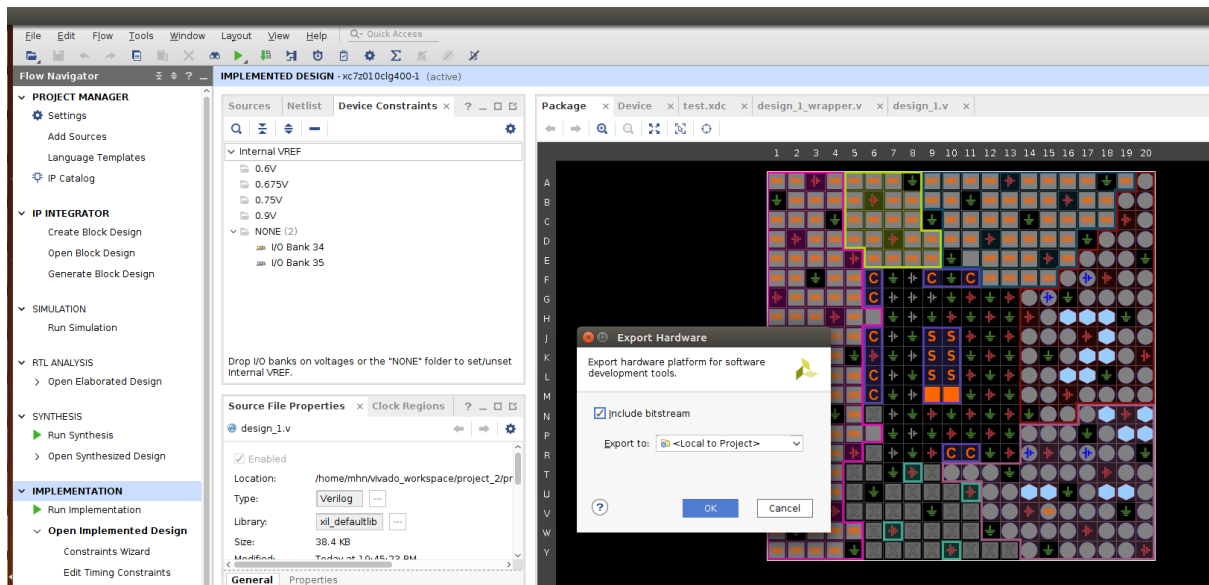 File Edit Flow Tools Window Layout View Help Quick Access
Flow Navigator ? _
IMPLEMENTED DESIGN - xc7z010clg400-1 (active)
PROJECT MANAGER
Settings
Add Sources
Language Templates
IP Catalog
IP INTEGRATOR
Create Block Design
Open Block Design
Generate Block Design
SIMULATION
Run Simulation
RTL ANALYSIS
Open Elaborated Design
SYNTHESIS
Run Synthesis
Open Synthesized Design
IMPLEMENTATION
Run Implementation
Open Implemented Design
Constraints Wizard
Edit Timing Constraints
Sources Netlist Device Constraints × ? _
Internal VREF
0.6V
0.675V
0.75V
0.9V
NONE (2)
I/O Bank 34
I/O Bank 35
Drop I/O banks on voltages or the "NONE" folder to set/unset
Internal VREF.
Source File Properties × Clock Regions ? _
design_1.v
Enabled
Location: /home/mhn/vivado_workspace/project_2/pr
Type: Verilog ...
Library: xil_defaultlib ...
Size: 38.4 KB
Modified: Today at 19:45:23 PM
General Properties
Package × Device × test.xdc × design_1_wrapper.v × design_1.v ×
1 2 3 4 5 6 7 8 9 10 11 12 13 14 15 16 17 18 19 20
A
B
C
D
E
F C C C
G C
H
J C S S
K S S
L C S S
M C
N
P
R C C
T
U
V
W
Y
Export Hardware
Export hardware platform for software
development tools.
Include bitstream
Export to: <Local to Project>
? OK Cancel